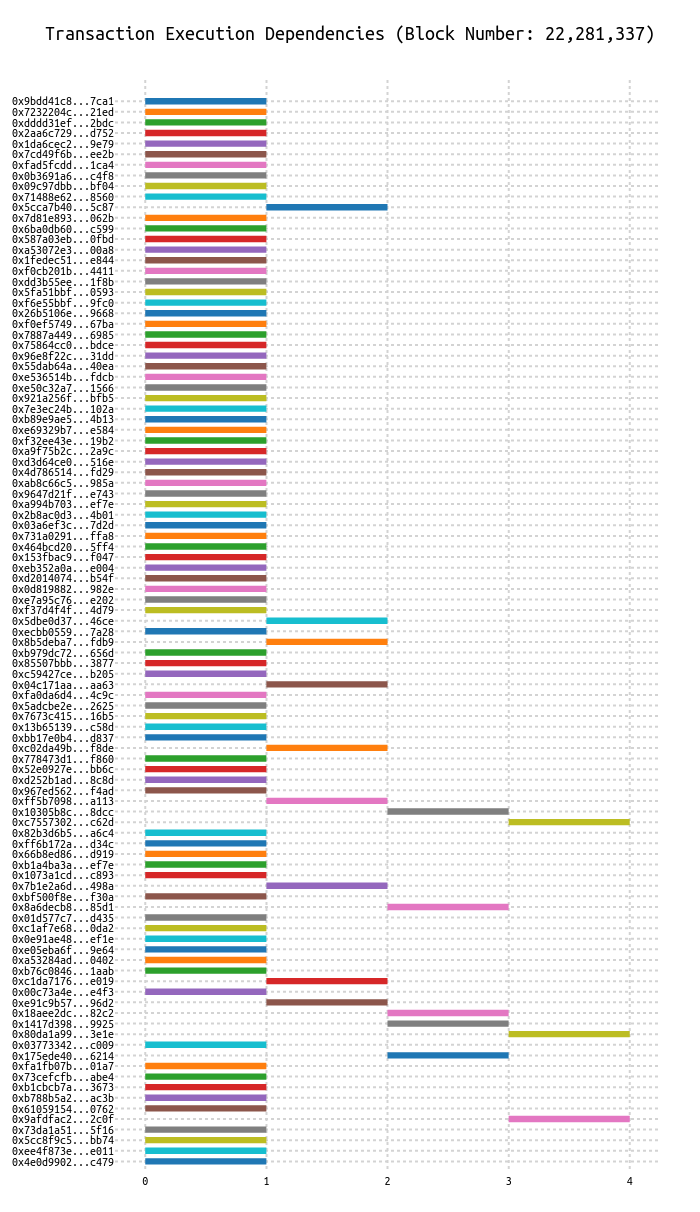 Transaction Execution Dependencies (Block Number: 22,281,337)
0x9bdd41c8...7ca1
0x7232204c...21ed
0xdddd31ef...2bdc
0x2aa6c729...d752
0x1da6cec2...9e79
0x7cd49f6b...ee2b
0xfad5fcdd...1ca4
0x0b3691a6...c4f8
0x09c97dbb...bf04
0x71488e62...8560
0x5cca7b40...5c87
0x7d81e893...062b
0x6ba0db60...c599
0x587a03eb...0fbd
0xa53072e3...00a8
0x1fedec51...e844
0xf0cb201b...4411
0xdd3b55ee...1f8b
0x5fa51bbf...0593
0xf6e55bbf...9fc0
0x26b5106e...9668
0xf0ef5749...67ba
0x7887a449...6985
0x75864cc0...bdce
0x96e8f22c...31dd
0x55dab64a...40ea
0xe536514b...fdcb
0xe50c32a7...1566
0x921a256f...bfb5
0x7e3ec24b...102a
0xb89e9ae5...4b13
0xe69329b7...e584
0xf32ee43e...19b2
0xa9f75b2c...2a9c
0xd3d64ce0...516e
0x4d786514...fd29
0xab8c66c5...985a
0x9647d21f...e743
0xa994b703...ef7e
0x2b8ac0d3...4b01
0x03a6ef3c...7d2d
0x731a0291...ffa8
0x464bcd20...5ff4
0x153fbac9...f047
0xeb352a0a...e004
0xd2014074...b54f
0x0d819882...982e
0xe7a95c76...e202
0xf37d4f4f...4d79
0x5dbe0d37...46ce
0xecbb0559...7a28
0x8b5deba7...fdb9
0xb979dc72...656d
0x85507bbb...3877
0xc59427ce...b205
0x04c171aa...aa63
0xfa0da6d4...4c9c
0x5adcbe2e...2625
0x7673c415...16b5
0x13b65139...c58d
0xbb17e0b4...d837
0xc02da49b...f8de
0x778473d1...f860
0x52e0927e...bb6c
0xd252b1ad...8c8d
0x967ed562...f4ad
0xff5b7098...a113
0x10305b8c...8dcc
0xc7557302...c62d
0x82b3d6b5...a6c4
0xff6b172a...d34c
0x66b8ed86...d919
0xb1a4ba3a...ef7e
0x1073a1cd...c893
0x7b1e2a6d...498a
0xbf500f8e...f30a
0x8a6decb8...85d1
0x01d577c7...d435
0xc1af7e68...0da2
0x0e91ae48...ef1e
0xe05eba6f...9e64
0xa53284ad...0402
0xb76c0846...1aab
0xc1da7176...e019
0x00c73a4e...e4f3
0xe91c9b57...96d2
0x18aee2dc...82c2
0x1417d398...9925
0x80da1a99...3e1e
0x03773342...c009
0x175ede40...6214
0xfa1fb07b...01a7
0x73cefcfb...abe4
0xb1cbcb7a...3673
0xb788b5a2...ac3b
0x61059154...0762
0x9afdfac2...2c0f
0x73da1a51...5f16
0x5cc8f9c5...bb74
0xee4f873e...e011
0x4e0d9902...c479
0 1 2 3 4